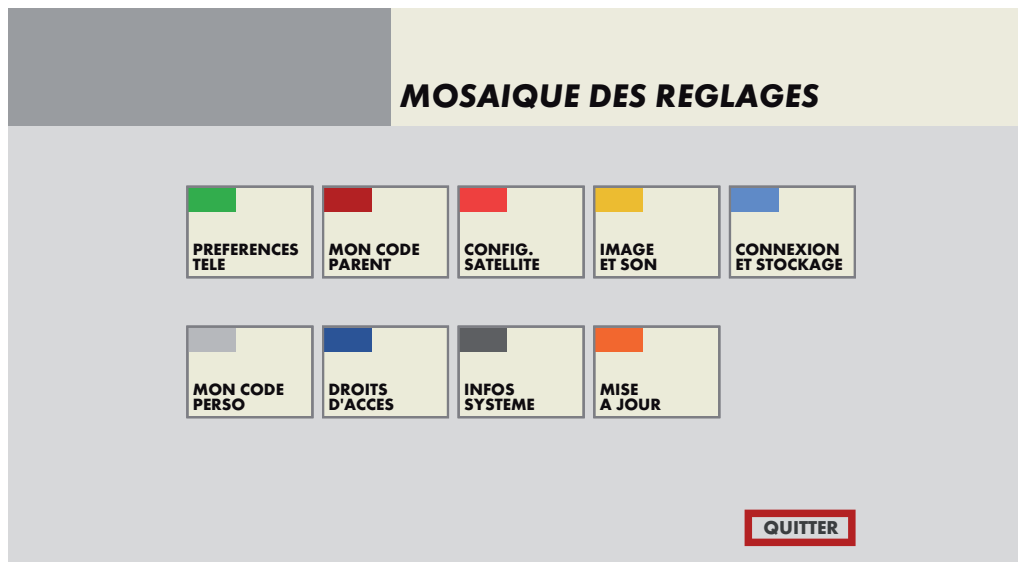 MOSAIQUE DES REGLAGES
PREFERENCES
TELE
MON CODE
PARENT
CONFIG.
SATELLITE
IMAGE
ET SON
CONNEXION
ET STOCKAGE
MON CODE
PERSO
DROITS
D'ACCES
INFOS
SYSTEME
MISE
A JOUR
QUITTER